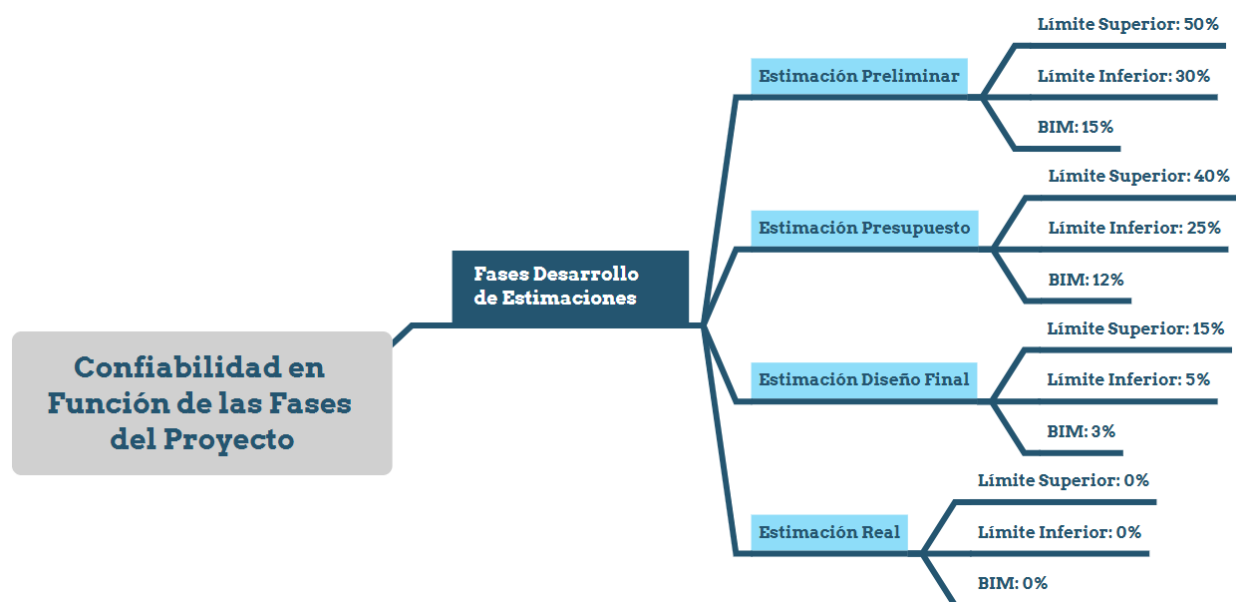 Confiabilidad en
Función de las Fases
del Proyecto
Fases Desarrollo
de Estimaciones
Estimación Preliminar
Límite Superior: 50%
Límite Inferior: 30%
BIM: 15%
Estimación Presupuesto
Límite Superior: 40%
Límite Inferior: 25%
BIM: 12%
Estimación Diseño Final
Límite Superior: 15%
Límite Inferior: 5%
BIM: 3%
Estimación Real
Límite Superior: 0%
Límite Inferior: 0%
BIM: 0%